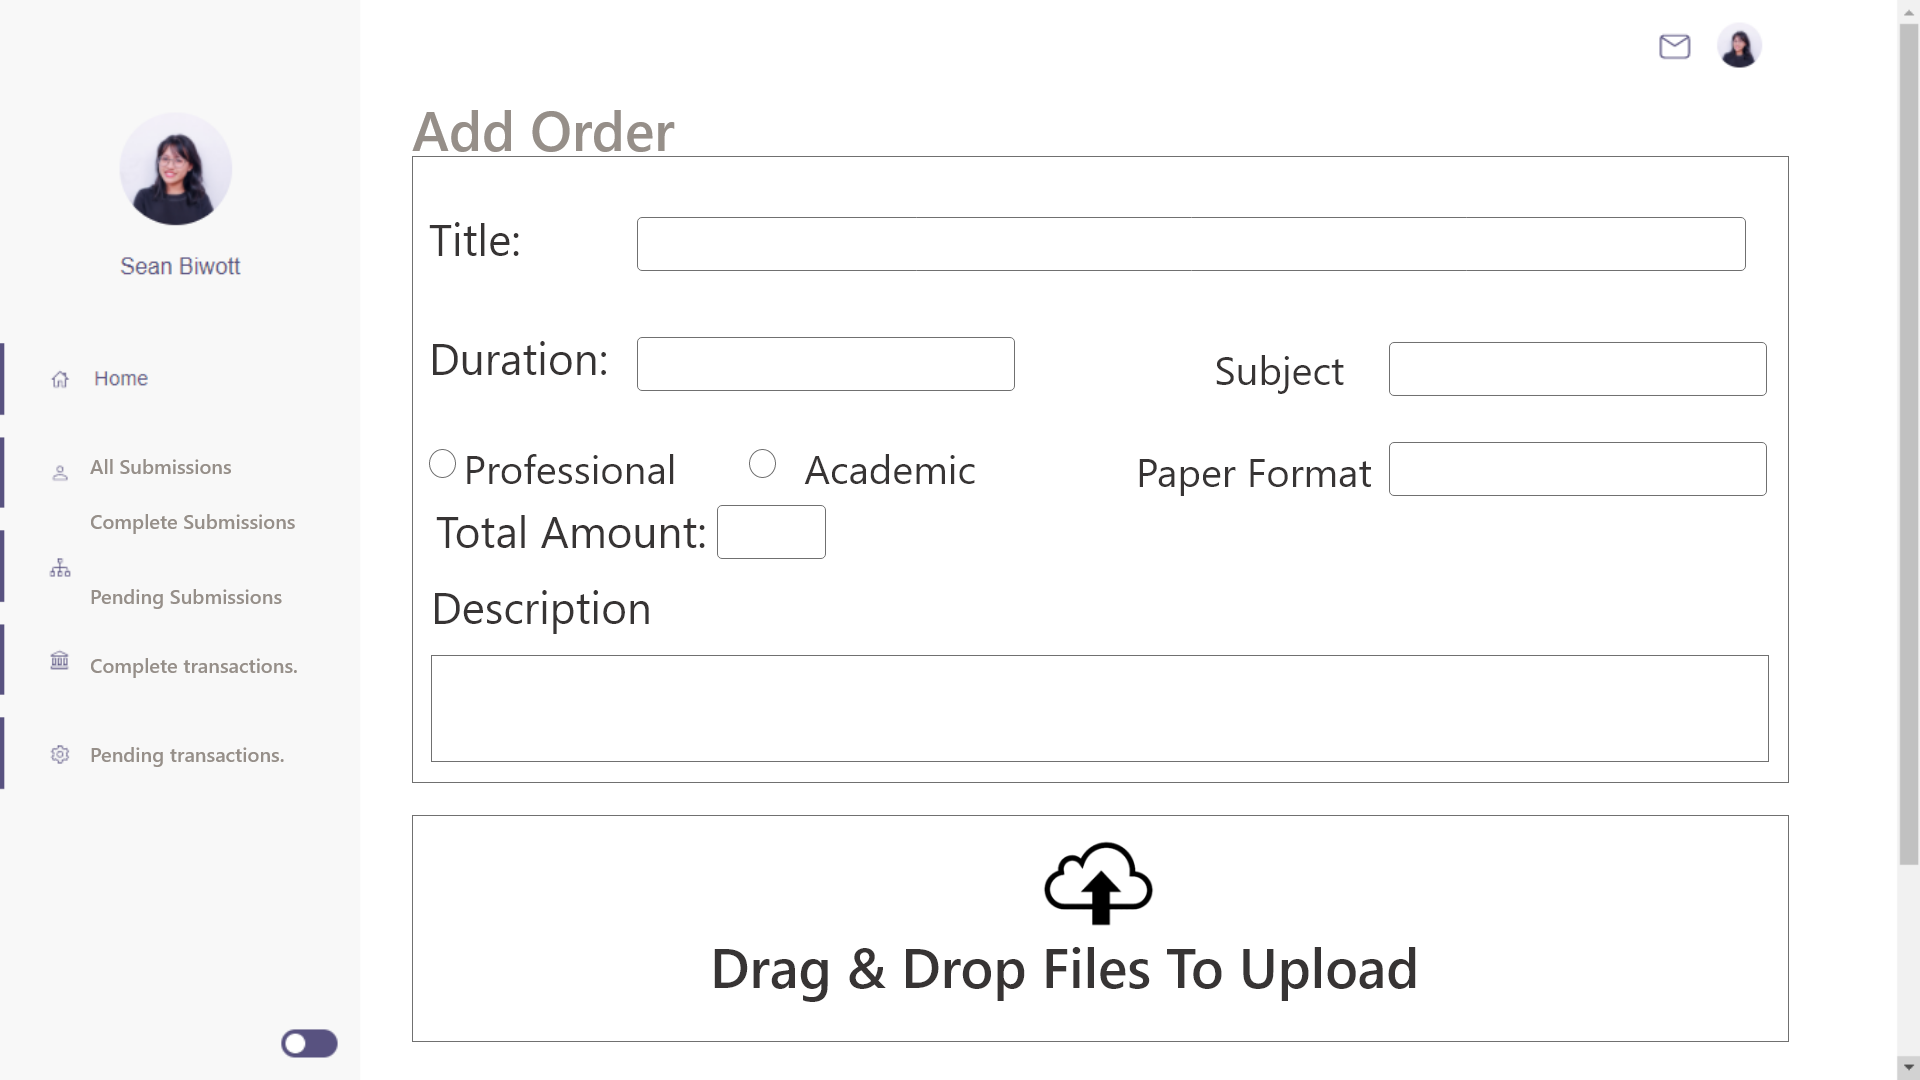 Add Order
Sean Biwott
Home
All Submissions
Complete Submissions
Pending Submissions
Complete transactions.
Pending transactions.
Title:
Duration:
Subject
Professional
Academic
Paper Format
Total Amount:
Description
Drag & Drop Files To Upload